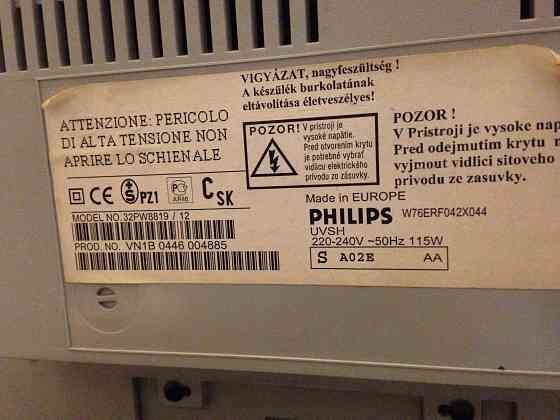 ATTENZIONE: PERICOLO
DI ALTA TENSIONE NON
APRIRE LO SCHIENALE
VIGYÁZAT, nagyfeszültség !
A készülék burkolatának
eltávolítása életveszélyes!
POZOR! V prístroji je
vysoké napätie.
Pred otvorením krytu
je potrebné vybrať
vidlicu elektrického
prívodu zo zásuvky.
POZOR !
V Pristroji je vysoke nap
Pred odejmutim krytu
vyjmout vidlici sitoveho
privodu ze zasuvky.
CE S PZ1 C SK
MODEL NO. 32PW8819 / 12
PROD. NO. VN1B 0446 004885
Made in EUROPE
PHILIPS W76ERF042X044
UVSH
220-240V ~50Hz 115W
S A02E AA